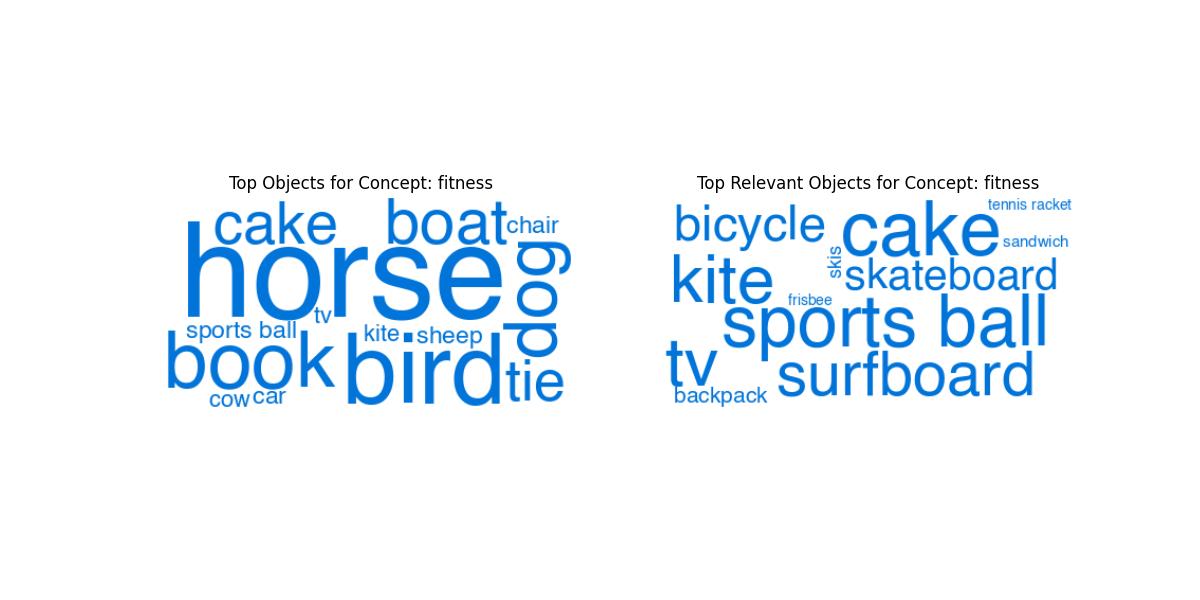 Top Objects for Concept: fitness
cake boat chair
horse dog
sports ball tv
kite sheep
book bird tie
cow car
Top Relevant Objects for Concept: fitness
tennis racket
bicycle cake sandwich
kite skis skateboard
frisbee
sports ball
tv surfboard
backpack